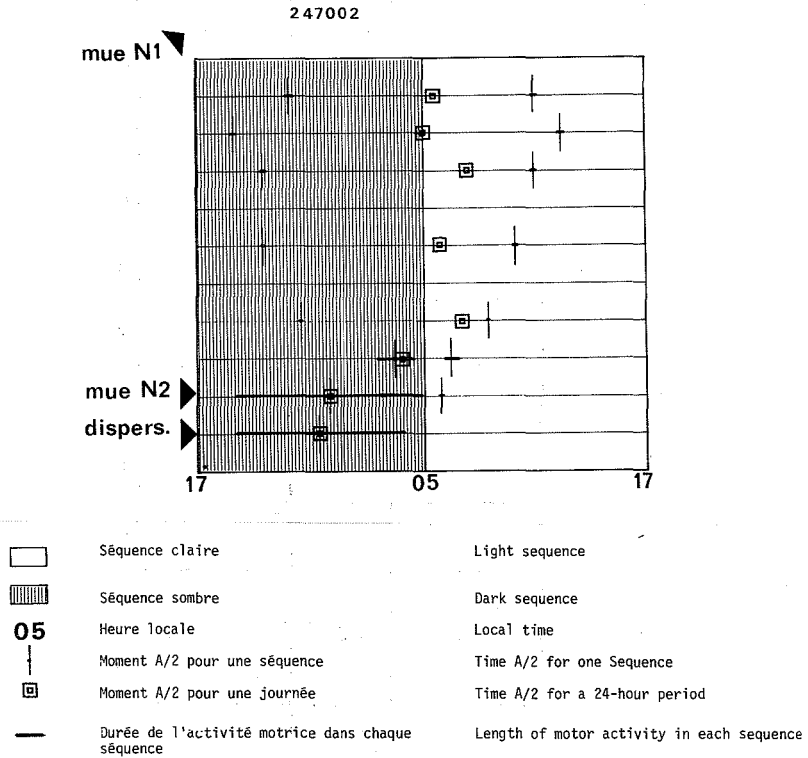 247002
mue N1
mue N2
dispers.
17 05 17
Séquence claire Light sequence
Séquence sombre Dark sequence
05 Heure locale Local time
Moment A/2 pour une séquence Time A/2 for one Sequence
Moment A/2 pour une journée Time A/2 for a 24-hour period
Durée de l'activité motrice dans chaque Length of motor activity in each sequence
séquence